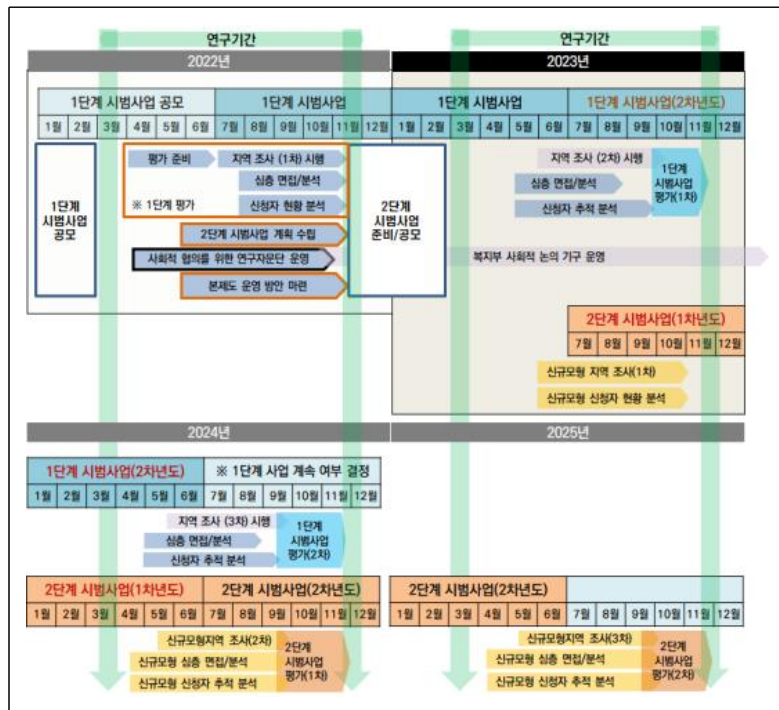 연구기간
연구기간
2022년
2023년
1단계 시범사업 공모
1단계 시범사업
1단계 시범사업
1단계 시범사업(2차년도)
1월 2월 3월 4월 5월 6월 7월 8월 9월 10월 11월 12월
1월 2월 3월 4월 5월 6월 7월 8월 9월 10월 11월 12월
1단계
시범사업
공모
평가 준비
지역 조사 (1차) 시행
심층 면접/분석
※ 1단계 평가
신청자 현황 분석
2단계 시범사업 계획 수립
사회적 협의를 위한 연구자문단 운영
본제도 운영 방안 마련
2단계
시범사업
준비/공모
지역 조사 (2차) 시행
심층 면접/분석
신청자 추적 분석
1단계
시범사업
평가(1차)
복지부 사회적 논의 기구 운영
2단계 시범사업(1차년도)
7월 8월 9월 10월 11월 12월
신규모형 지역 조사(1차)
신규모형 신청자 현황 분석
2024년
2025년
1단계 시범사업(2차년도)
※ 1단계 사업 계속 여부 결정
1월 2월 3월 4월 5월 6월 7월 8월 9월 10월 11월 12월
지역 조사 (3차) 시행
심층 면접/분석
신청자 추적 분석
1단계
시범사업
평가(2차)
2단계 시범사업(1차년도)
2단계 시범사업(2차년도)
2단계 시범사업(2차년도)
1월 2월 3월 4월 5월 6월 7월 8월 9월 10월 11월 12월
1월 2월 3월 4월 5월 6월 7월 8월 9월 10월 11월 12월
신규모형지역 조사(2차)
신규모형 심층 면접/분석
신규모형 신청자 추적 분석
2단계
시범사업
평가(1차)
신규모형지역 조사(3차)
신규모형 심층 면접/분석
신규모형 신청자 추적 분석
2단계
시범사업
평가(2차)